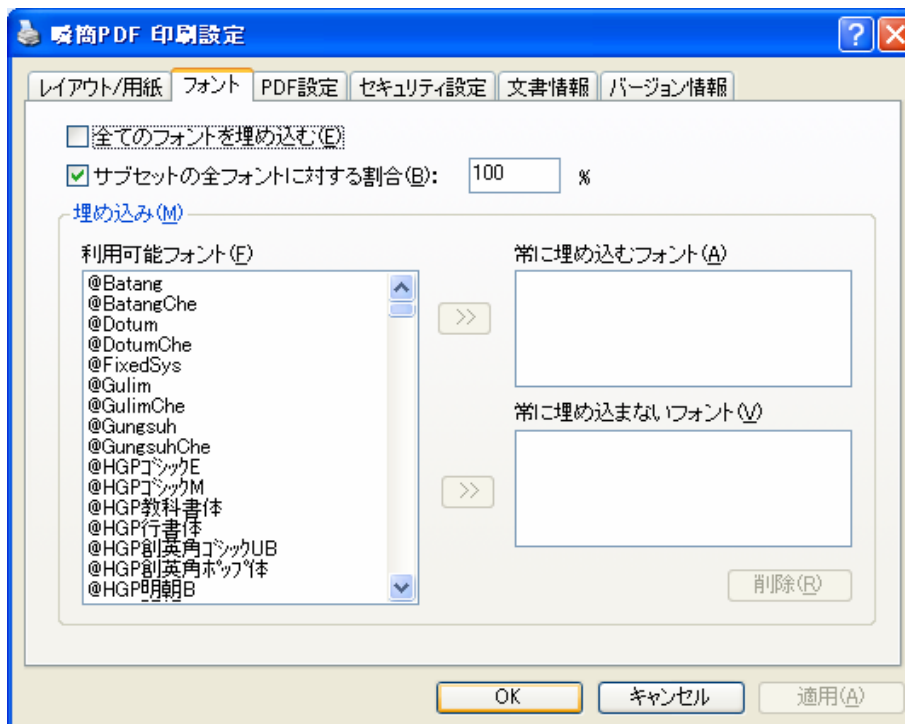 瞬簡PDF 印刷設定
レイアウト/用紙 フォント PDF設定 セキュリティ設定 文書情報 バージョン情報
全てのフォントを埋め込む(E)
サブセットの全フォントに対する割合(B): 100 %
埋め込み(M)
利用可能フォント(F)
@Batang
@BatangChe
@Dotum
@DotumChe
@FixedSys
@Gulim
@GulimChe
@Gungsuh
@GungsuhChe
@HGPゴシックE
@HGPゴシックM
@HGP教科書体
@HGP行書体
@HGP創英角ゴシックUB
@HGP創英角ポップ体
@HGP明朝B
>>
>>
常に埋め込むフォント(A)
常に埋め込まないフォント(V)
削除(R)
OK キャンセル 適用(A)